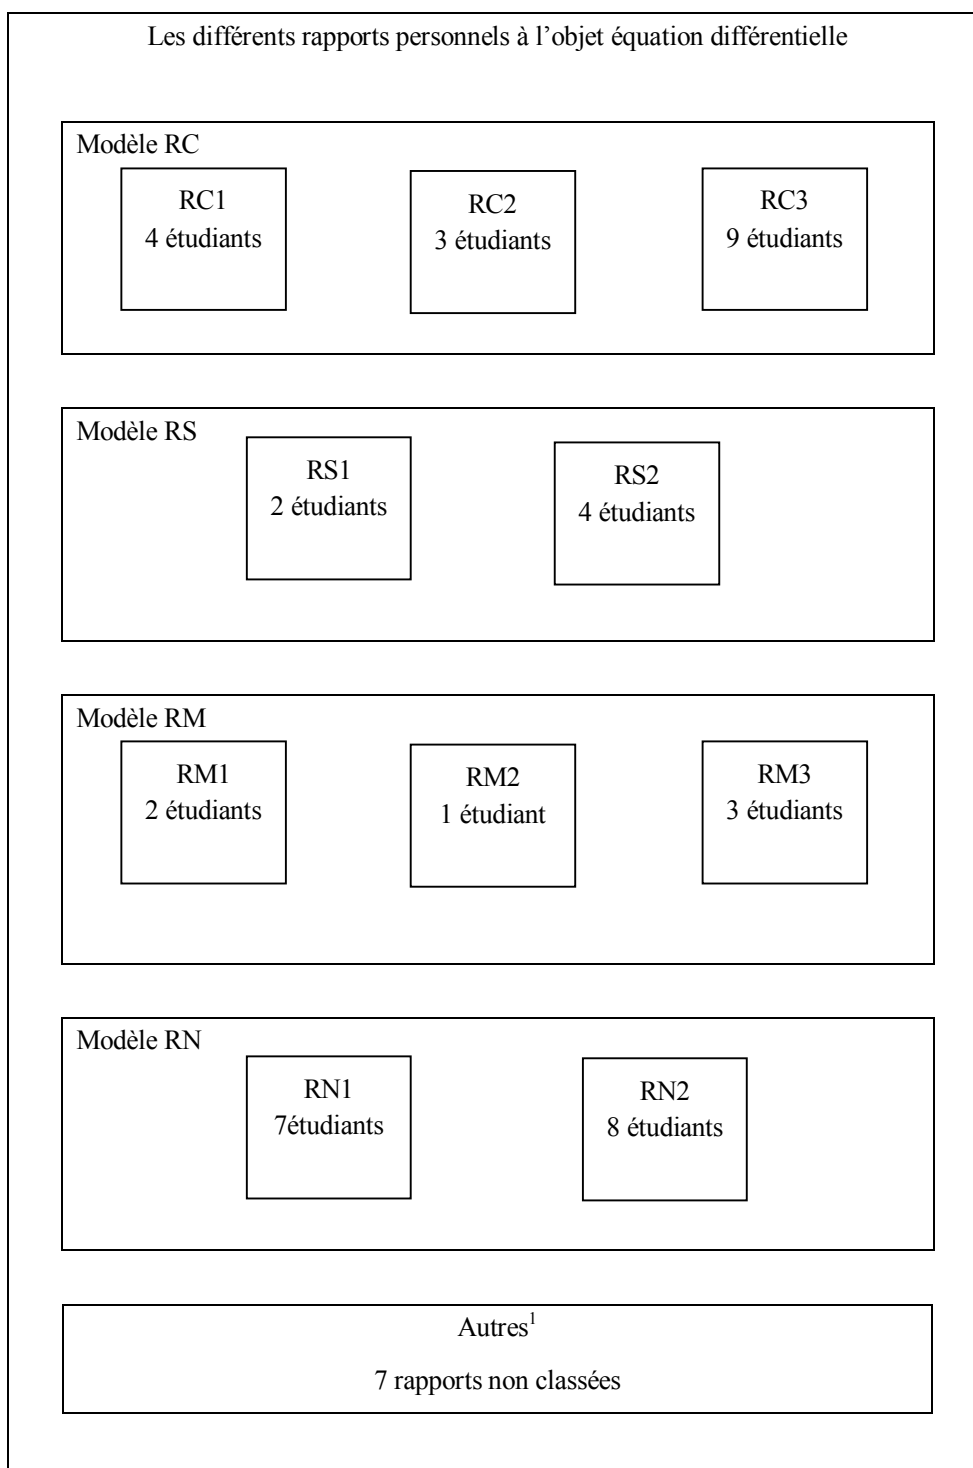 Les différents rapports personnels à l’objet équation différentielle
Modèle RC
RC1
4 étudiants
RC2
3 étudiants
RC3
9 étudiants
Modèle RS
RS1
2 étudiants
RS2
4 étudiants
Modèle RM
RM1
2 étudiants
RM2
1 étudiant
RM3
3 étudiants
Modèle RN
RN1
7étudiants
RN2
8 étudiants
Autres¹
7 rapports non classées